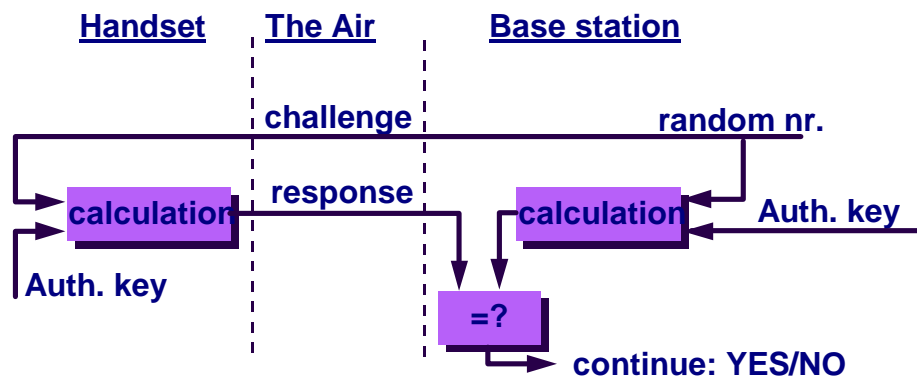 Handset The Air Base station
challenge random nr.
response
calculation calculation
Auth. key
Auth. key
=?
continue: YES/NO